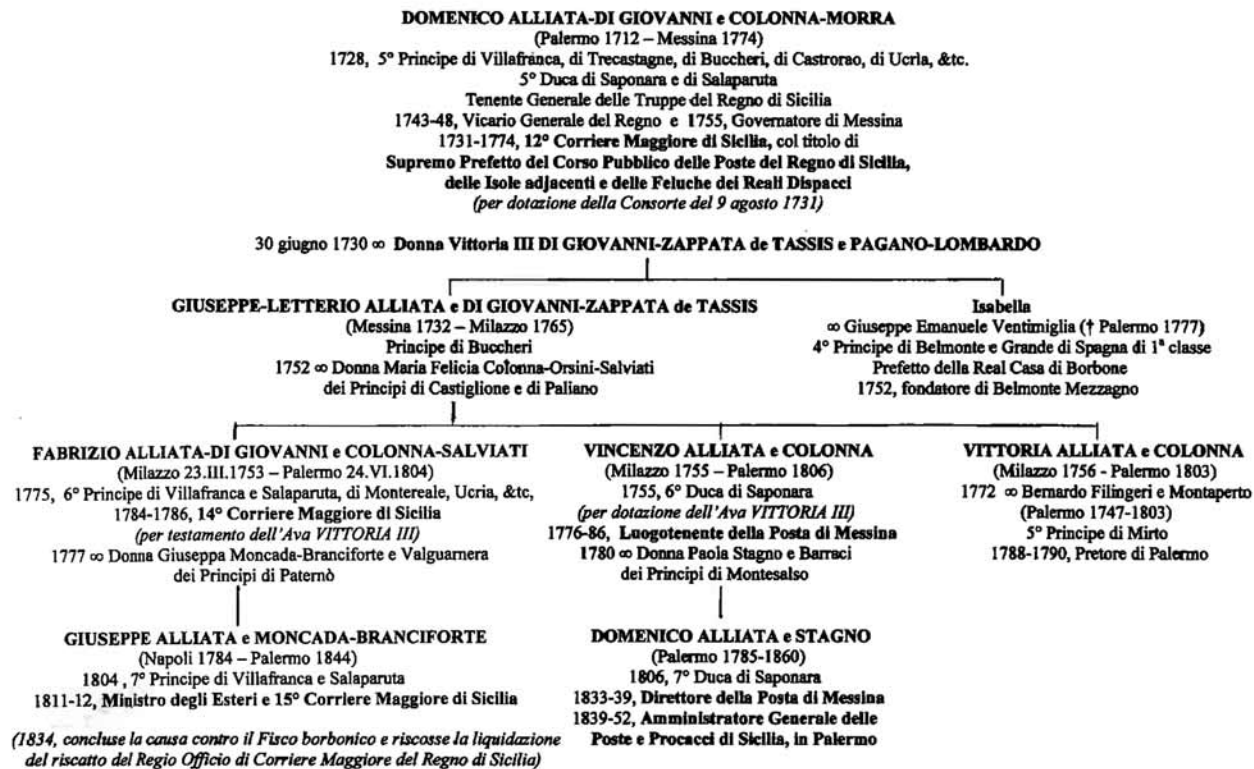 DOMENICO ALLIATA-DI GIOVANNI e COLONNA-MORRA
(Palermo 1712 – Messina 1774)
1728, 5° Principe di Villafranca, di Trecastagne, di Buccheri, di Castrorao, di Ucrìa, &tc.
5° Duca di Saponara e di Salaparuta
Tenente Generale delle Truppe del Regno di Sicilia
1743-48, Vicario Generale del Regno e 1755, Governatore di Messina
1731-1774, 12° Corriere Maggiore di Sicilia, col titolo di
Supremo Prefetto del Corso Pubblico delle Poste del Regno di Sicilia,
delle Isole adjacenti e delle Feluche dei Reali Dispacci
(per dotazione della Consorte del 9 agosto 1731)
30 giugno 1730 ∞ Donna Vittoria III DI GIOVANNI-ZAPPATA de TASSIS e PAGANO-LOMBARDO
GIUSEPPE-LETTERIO ALLIATA e DI GIOVANNI-ZAPPATA de TASSIS
(Messina 1732 – Milazzo 1765)
Principe di Buccheri
1752 ∞ Donna Maria Felicia Colonna-Orsini-Salviati
dei Principi di Castiglione e di Paliano
Isabella
∞ Giuseppe Emanuele Ventimiglia († Palermo 1777)
4° Principe di Belmonte e Grande di Spagna di 1ª classe
Prefetto della Real Casa di Borbone
1752, fondatore di Belmonte Mezzagno
FABRIZIO ALLIATA-DI GIOVANNI e COLONNA-SALVIATI
(Milazzo 23.III.1753 – Palermo 24.VI.1804)
1775, 6° Principe di Villafranca e Salaparuta, di Montereale, Ucria, &tc,
1784-1786, 14° Corriere Maggiore di Sicilia
(per testamento dell'Ava VITTORIA III)
1777 ∞ Donna Giuseppa Moncada-Branciforte e Valguarnera
dei Principi di Paternò
VINCENZO ALLIATA e COLONNA
(Milazzo 1755 – Palermo 1806)
1755, 6° Duca di Saponara
(per dotazione dell'Ava VITTORIA III)
1776-86, Luogotenente della Posta di Messina
1780 ∞ Donna Paola Stagno e Barraci
dei Principi di Montesalso
VITTORIA ALLIATA e COLONNA
(Milazzo 1756 - Palermo 1803)
1772 ∞ Bernardo Filingeri e Montaperto
(Palermo 1747-1803)
5° Principe di Mirto
1788-1790, Pretore di Palermo
GIUSEPPE ALLIATA e MONCADA-BRANCIFORTE
(Napoli 1784 – Palermo 1844)
1804 , 7° Principe di Villafranca e Salaparuta
1811-12, Ministro degli Esteri e 15° Corriere Maggiore di Sicilia
(1834, concluse la causa contro il Fisco borbonico e riscosse la liquidazione
del riscatto del Regio Officio di Corriere Maggiore del Regno di Sicilia)
DOMENICO ALLIATA e STAGNO
(Palermo 1785-1860)
1806, 7° Duca di Saponara
1833-39, Direttore della Posta di Messina
1839-52, Amministratore Generale delle
Poste e Procacci di Sicilia, in Palermo